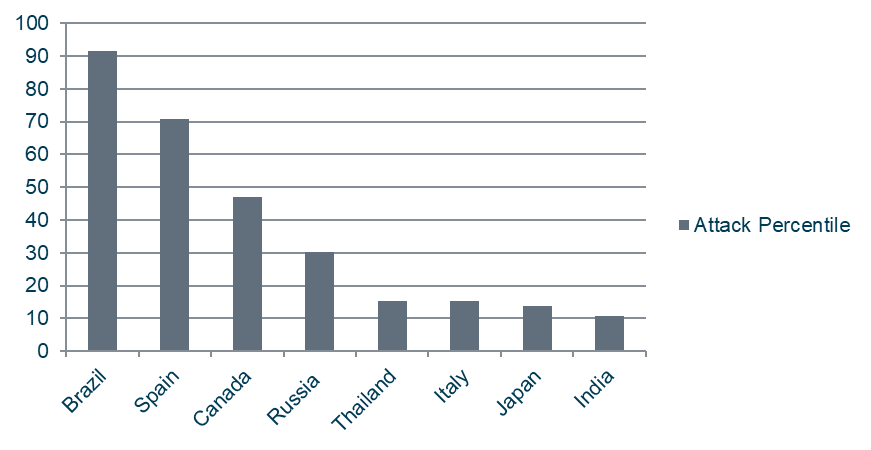 100
90
80
70
60
50
40
30
20
10
0
Attack Percentile
Brazil
Spain
Canada
Russia
Thailand
Italy
Japan
India